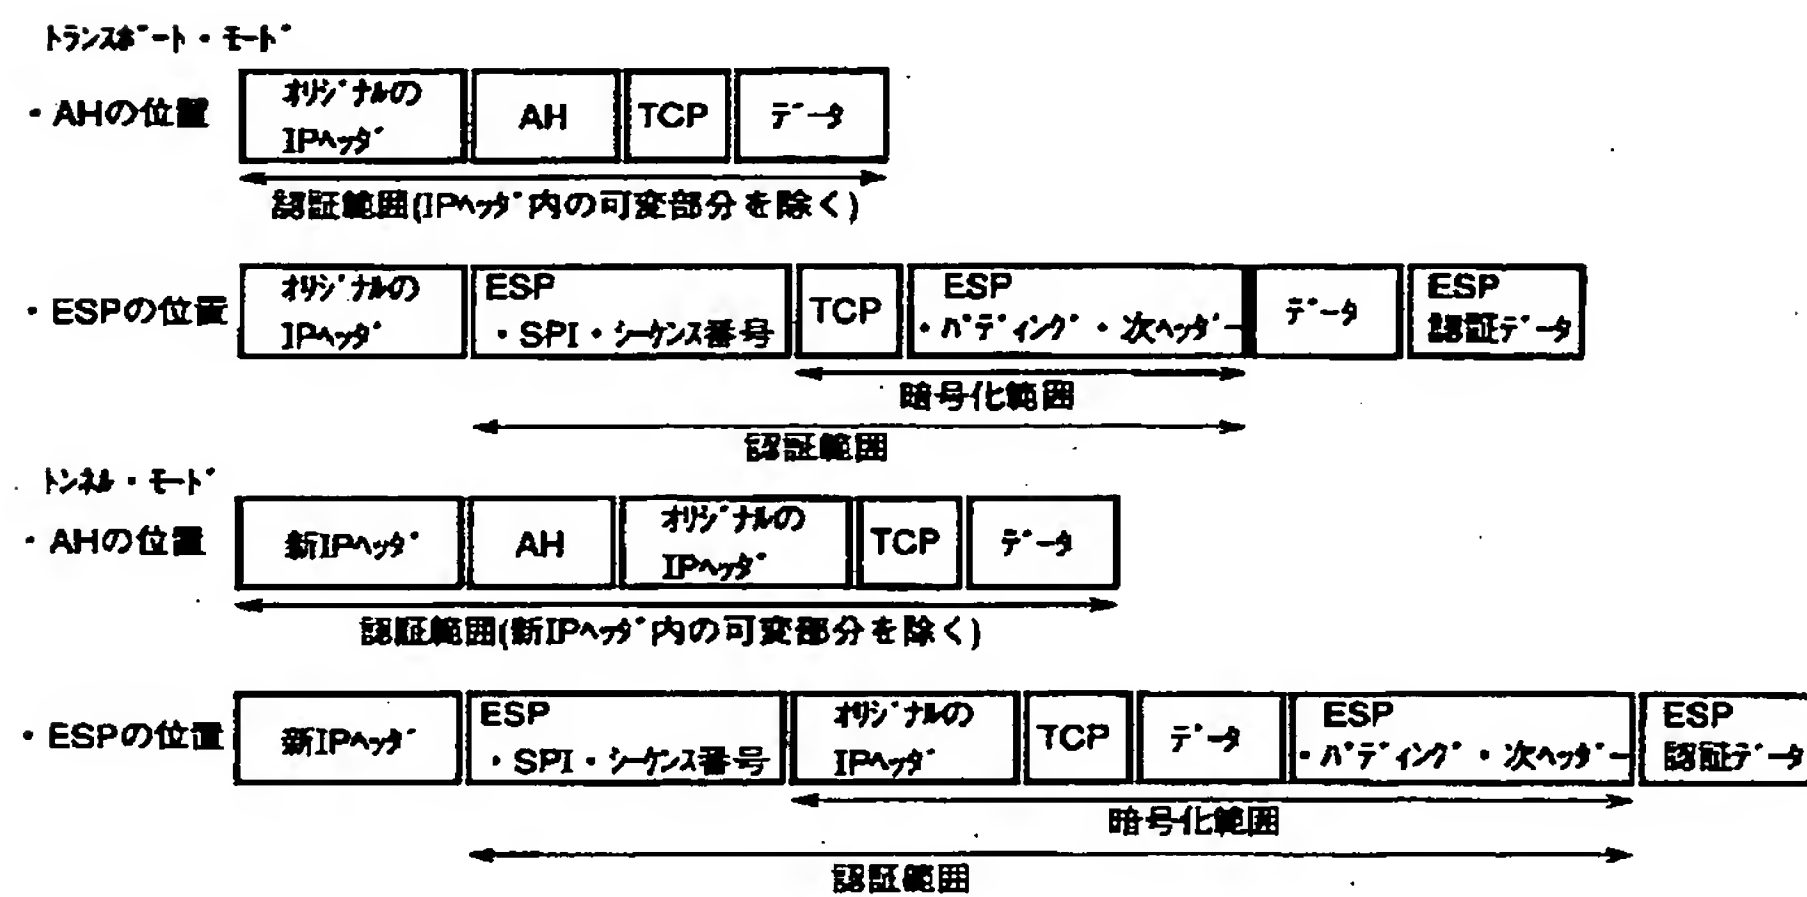 トランスポート・モード
・AHの位置
オリジナルの
IPヘッダ
AH
TCP
データ
認証範囲(IPヘッダ内の可変部分を除く)
・ESPの位置
オリジナルの
IPヘッダ
ESP
・SPI・シーケンス番号
TCP
ESP
・パディング・次ヘッダー
データ
ESP
認証データ
暗号化範囲
認証範囲
トンネル・モード
・AHの位置
新IPヘッダ
AH
オリジナルの
IPヘッダ
TCP
データ
認証範囲(新IPヘッダ内の可変部分を除く)
・ESPの位置
新IPヘッダ
ESP
・SPI・シーケンス番号
オリジナルの
IPヘッダ
TCP
データ
ESP
・パディング・次ヘッダー
ESP
認証データ
暗号化範囲
認証範囲